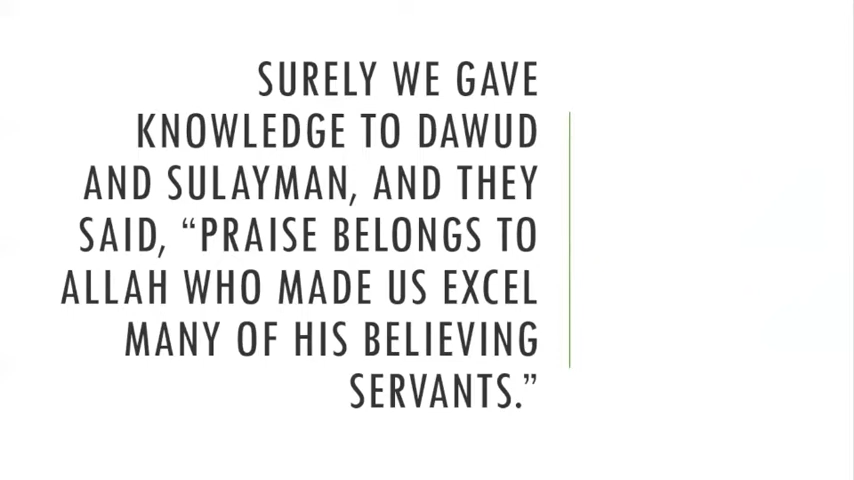 SURELY WE GAVE
KNOWLEDGE TO DAWUD
AND SULAYMAN, AND THEY
SAID, “PRAISE BELONGS TO
ALLAH WHO MADE US EXCEL
MANY OF HIS BELIEVING
SERVANTS.”